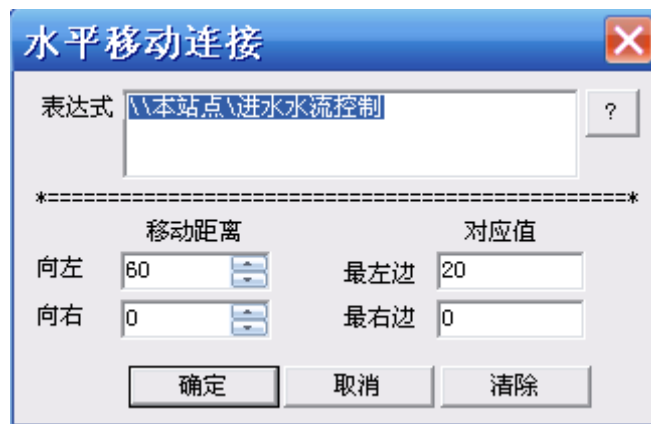 水平移动连接
表达式 \\本站点\进水水流控制 ?
*================================================*
移动距离 对应值
向左 60 最左边 20
向右 0 最右边 0
确定 取消 清除